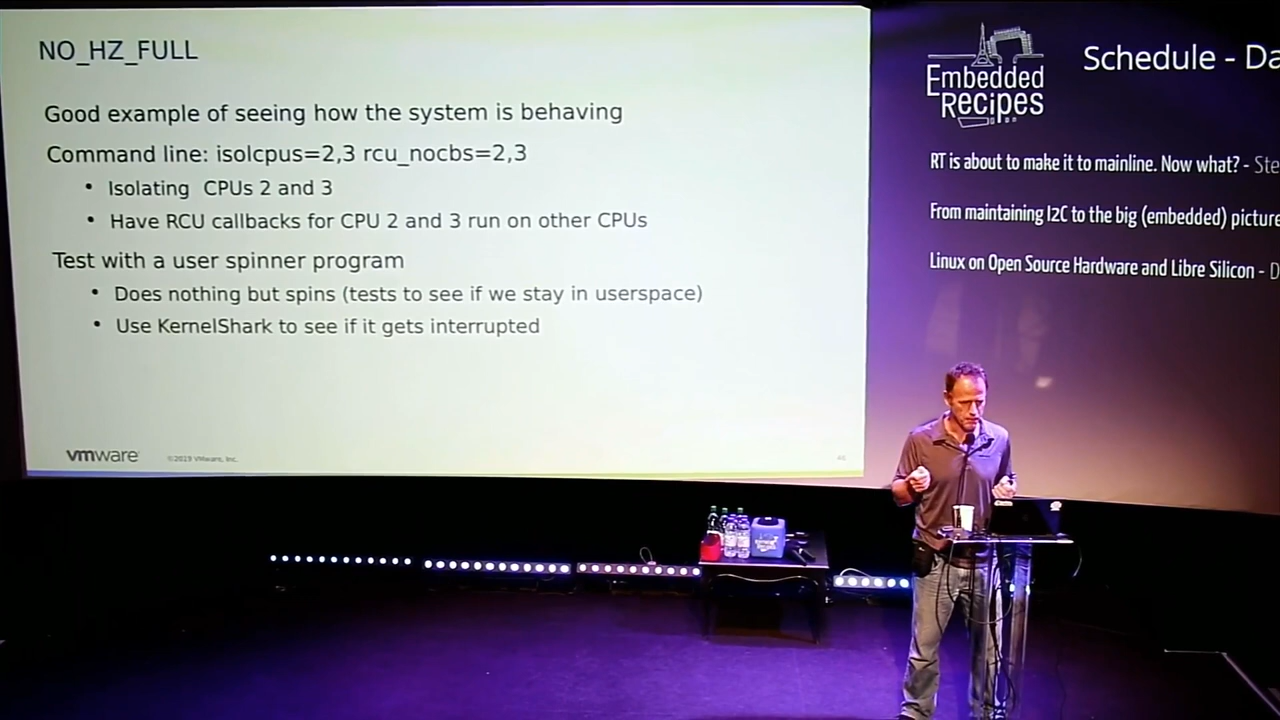 NO_HZ_FULL
Good example of seeing how the system is behaving
Command line: isolcpus=2,3 rcu_nocbs=2,3
• Isolating CPUs 2 and 3
• Have RCU callbacks for CPU 2 and 3 run on other CPUs
Test with a user spinner program
• Does nothing but spins (tests to see if we stay in userspace)
• Use KernelShark to see if it gets interrupted
vmware
©2019 VMware, Inc.
Embedded
Recipes
Schedule - Da
RT is about to make it to mainline. Now what? - Ste
From maintaining I2C to the big (embedded) picture
Linux on Open Source Hardware and Libre Silicon - D